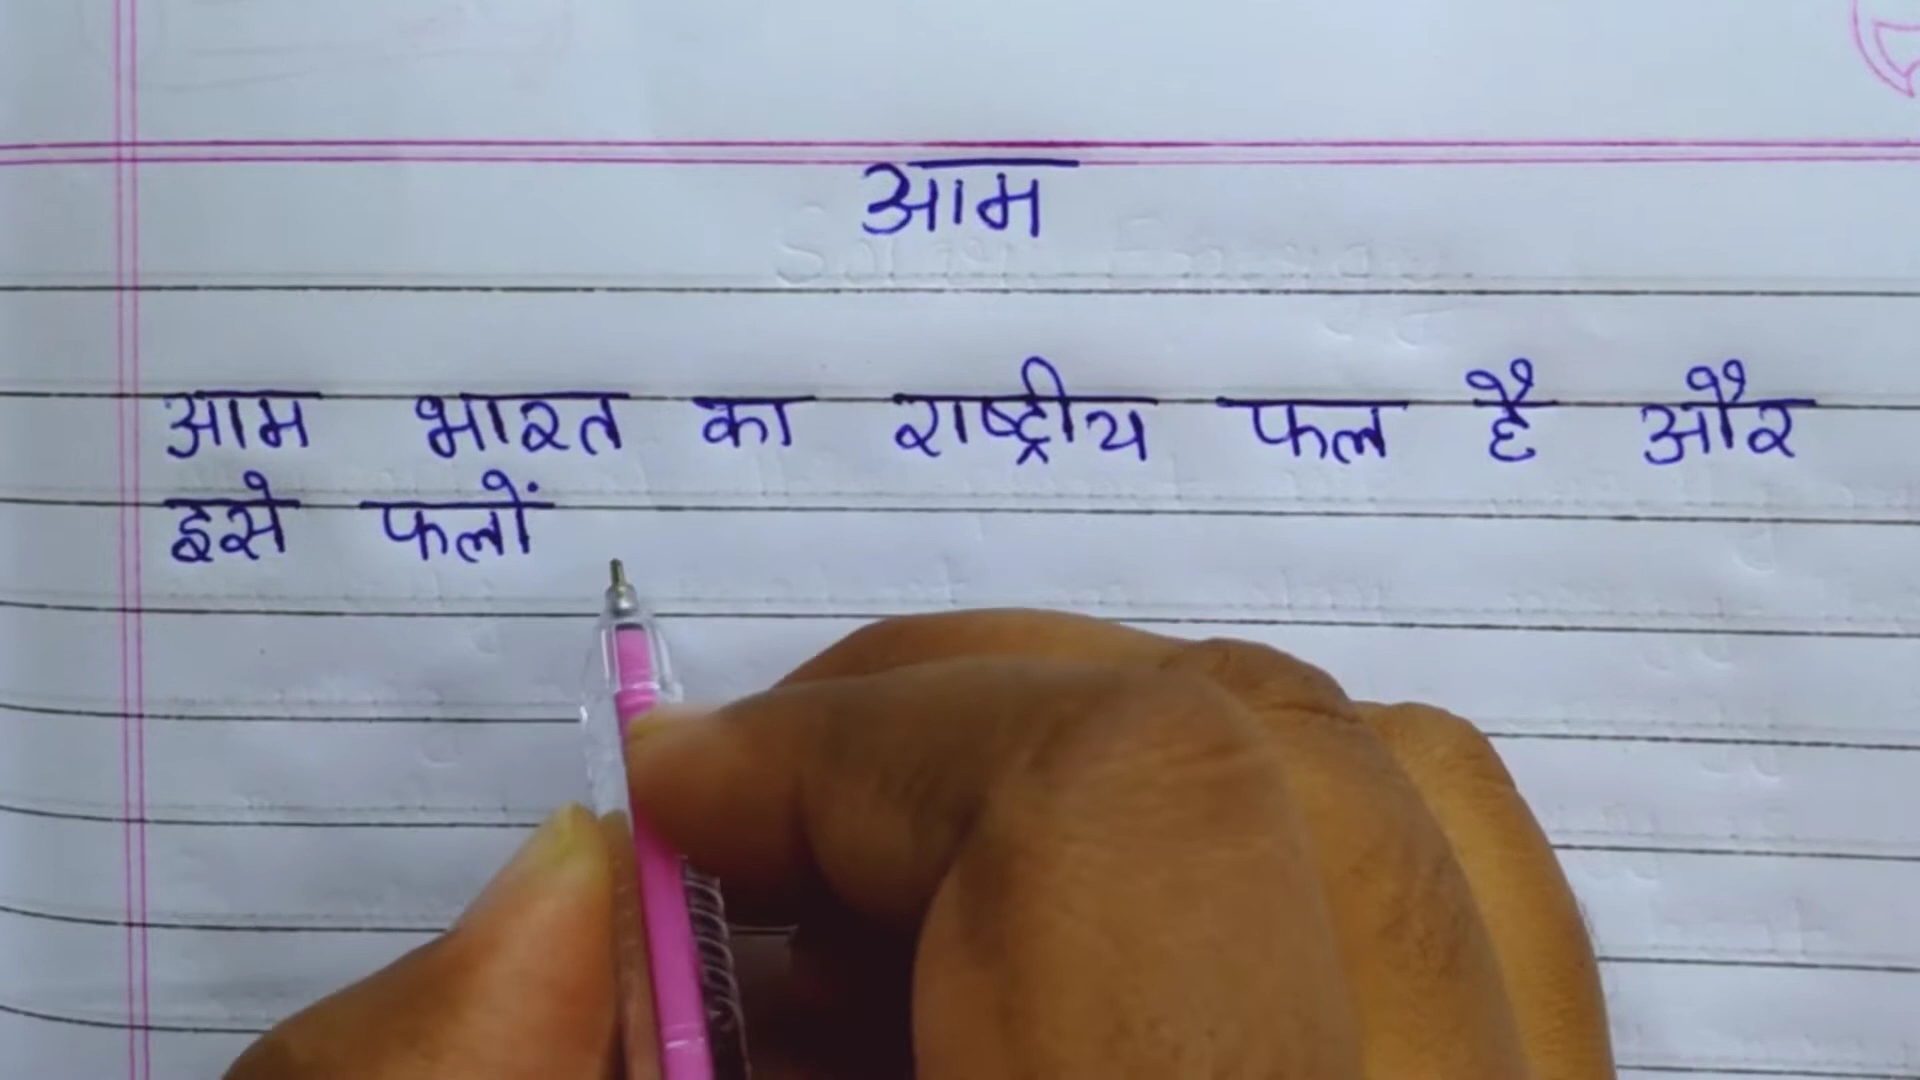 आम
आम भारत का राष्ट्रीय फल है और
इसे फलों